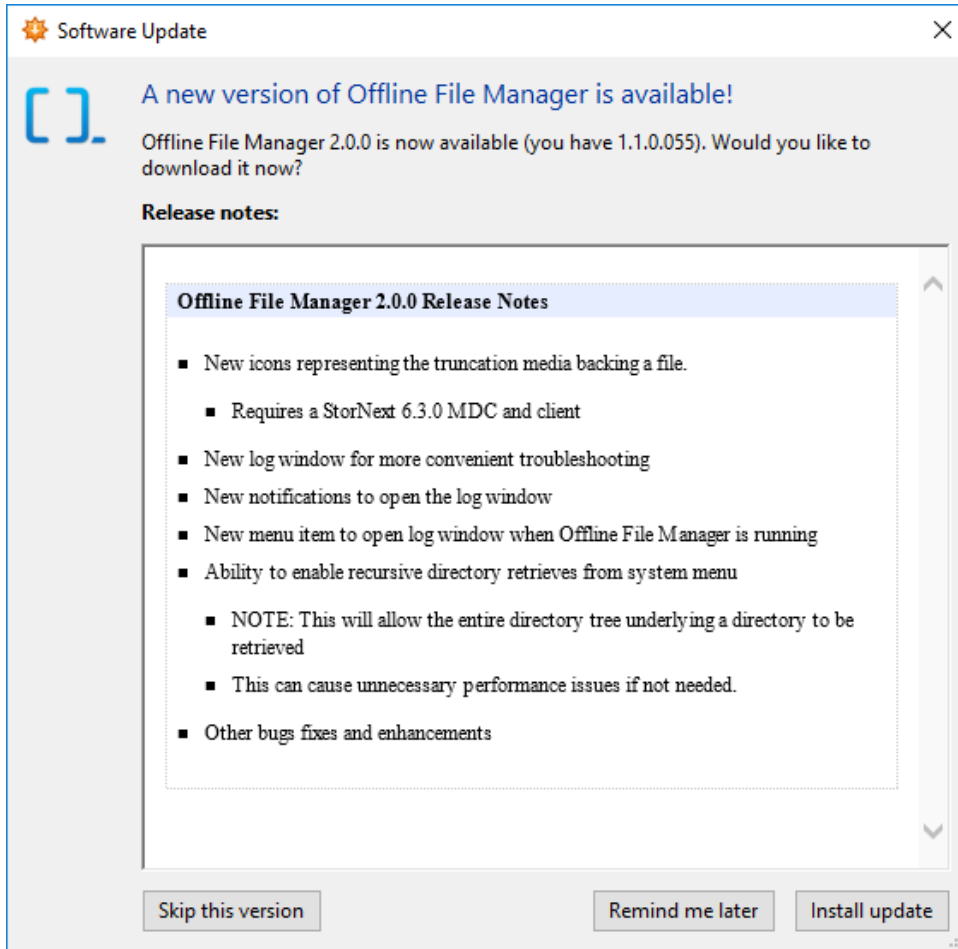 Software Update
A new version of Offline File Manager is available!
Offline File Manager 2.0.0 is now available (you have 1.1.0.055). Would you like to
download it now?
Release notes:
Offline File Manager 2.0.0 Release Notes
New icons representing the truncation media backing a file.
Requires a StorNext 6.3.0 MDC and client
New log window for more convenient troubleshooting
New notifications to open the log window
New menu item to open log window when Offline File Manager is running
Ability to enable recursive directory retrieves from system menu
NOTE: This will allow the entire directory tree underlying a directory to be
retrieved
This can cause unnecessary performance issues if not needed.
Other bugs fixes and enhancements
Skip this version
Remind me later
Install update